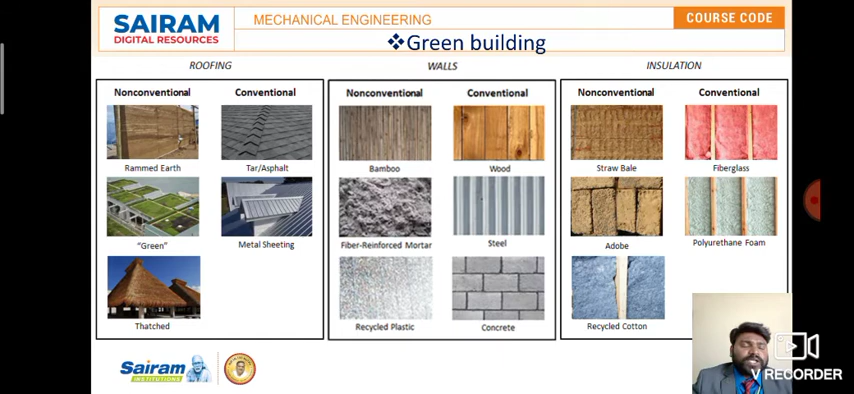 SAIRAM
DIGITAL RESOURCES
MECHANICAL ENGINEERING
COURSE CODE
❖Green building
ROOFING
WALLS
INSULATION
Nonconventional
Conventional
Nonconventional
Conventional
Nonconventional
Conventional
Rammed Earth
Tar/Asphalt
Bamboo
Wood
Straw Bale
Fiberglass
“Green”
Metal Sheeting
Fiber-Reinforced Mortar
Steel
Adobe
Polyurethane Foam
Thatched
Recycled Plastic
Concrete
Recycled Cotton
Sairam
INSTITUTIONS
V RECORDER